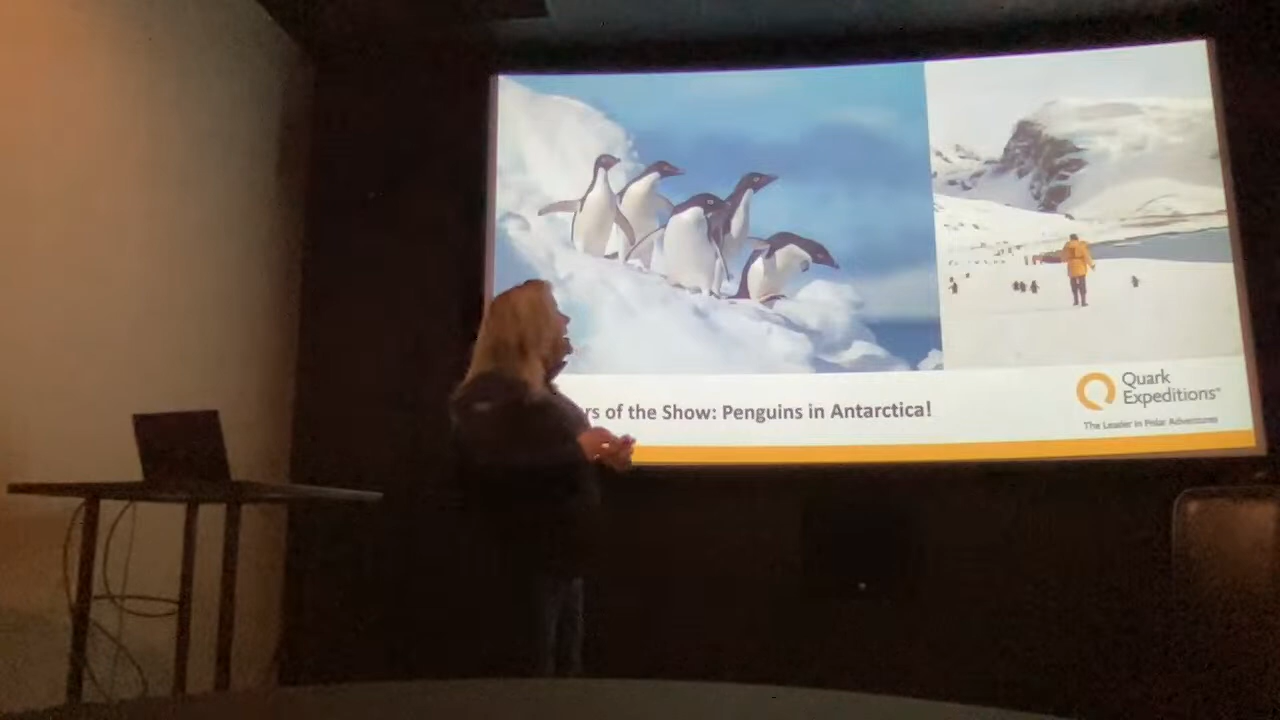 rs of the Show: Penguins in Antarctica!
Quark
Expeditions®
The Leader in Polar Adventures